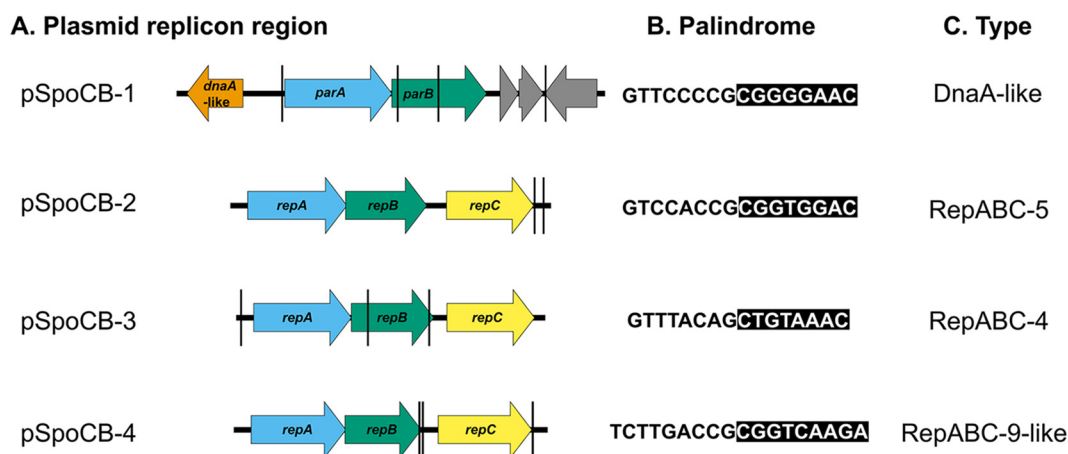 A. Plasmid replicon region B. Palindrome C. Type
pSpoCB-1 dnaA -like parA parB GTTCCCCGCGGGGAAC DnaA-like
pSpoCB-2 repA repB repC GTCCACCGCGGTGGAC RepABC-5
pSpoCB-3 repA repB repC GTTTACAGCTGTAAAC RepABC-4
pSpoCB-4 repA repB repC TCTTGACCGCGGTCAAGA RepABC-9-like